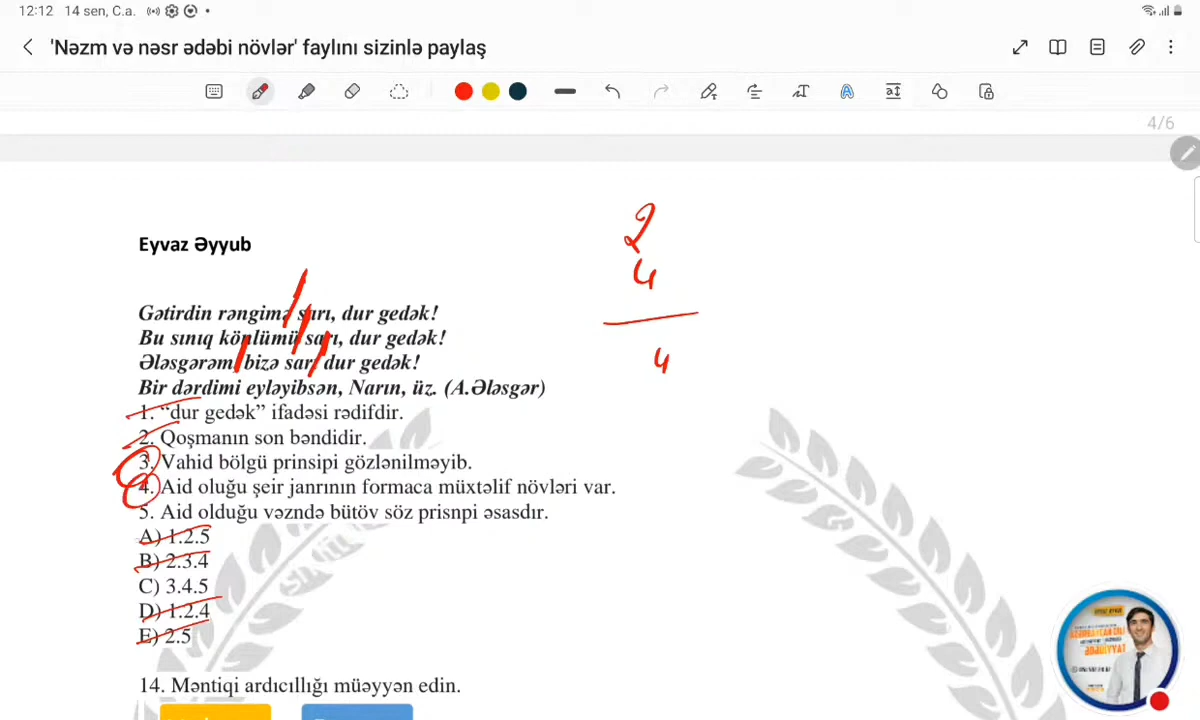 12:12 14 sen, C.a.
'Nəzm və nəsr ədəbi növlər' faylını sizinlə paylaş
4/6
Eyvaz Əyyub
2
4
4
Gətirdin rəngimə sarı, dur gedək!
Bu sınıq könlümü sarı, dur gedək!
Ələsgərəm, bizə sarı dur gedək!
Bir dərdimi eyləyibsən, Narın, üz. (A.Ələsgər)
1. “dur gedək” ifadəsi rədifdir.
2. Qoşmanın son bəndidir.
3. Vahid bölgü prinsipi gözlənilməyib.
4. Aid oluğu şeir janrının formaca müxtəlif növləri var.
5. Aid olduğu vəzndə bütöv söz prisnpi əsasdır.
A) 1.2.5
B) 2.3.4
C) 3.4.5
D) 1.2.4
E) 2.5
14. Məntiqi ardıcıllığı müəyyən edin.